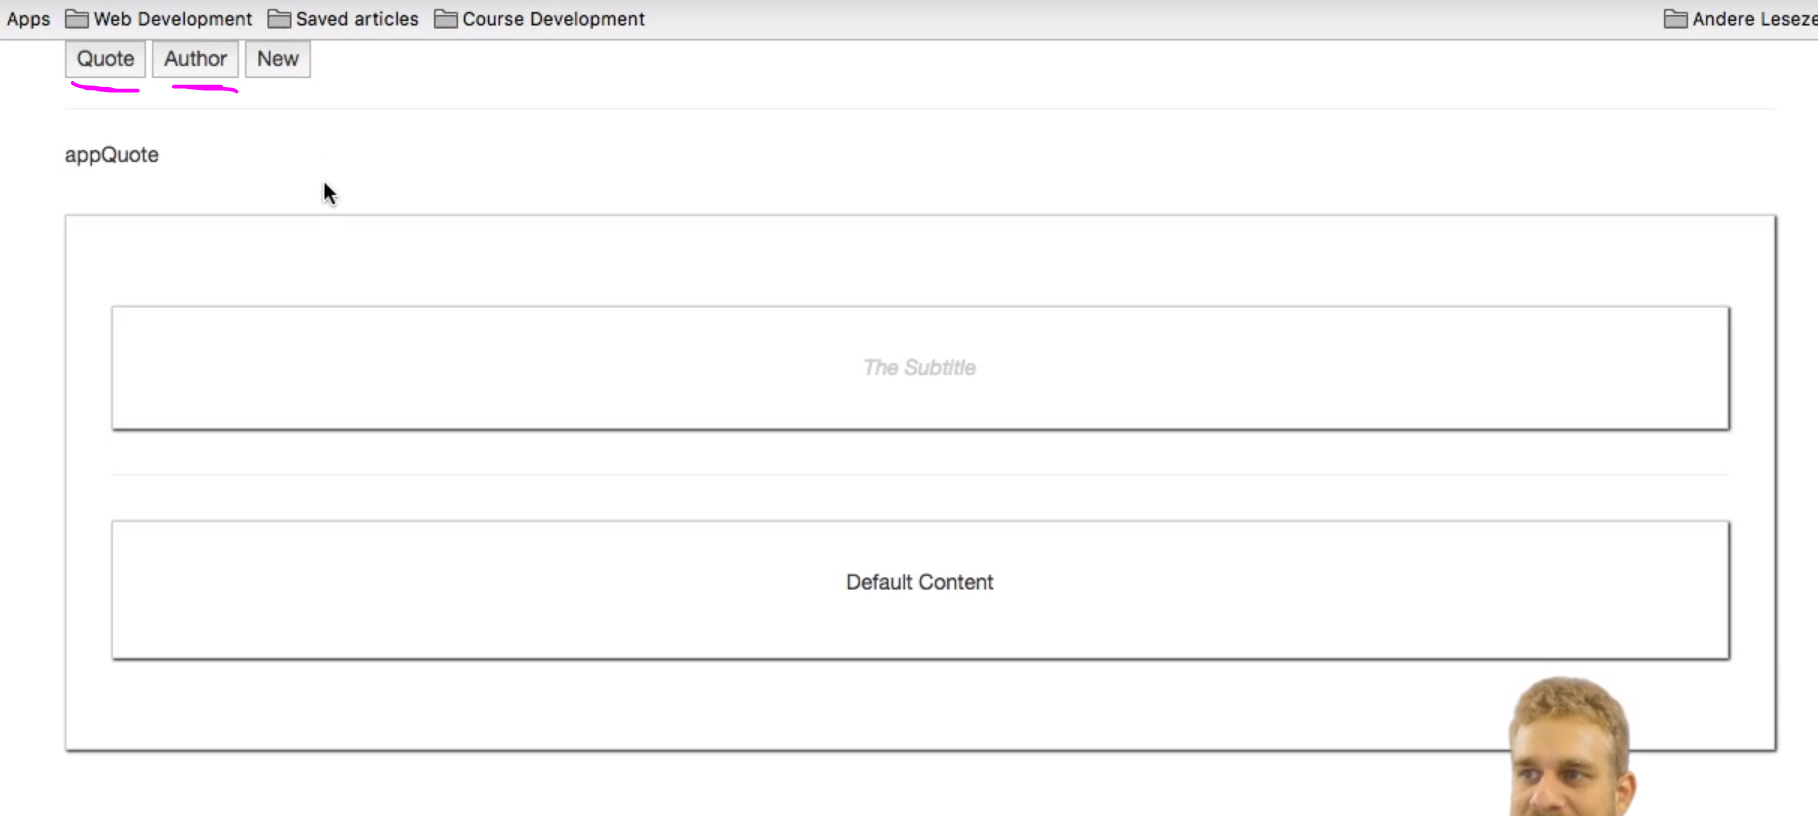 Apps Web Development Saved articles Course Development Andere Leseze
Quote Author New
appQuote
The Subtitle
Default Content